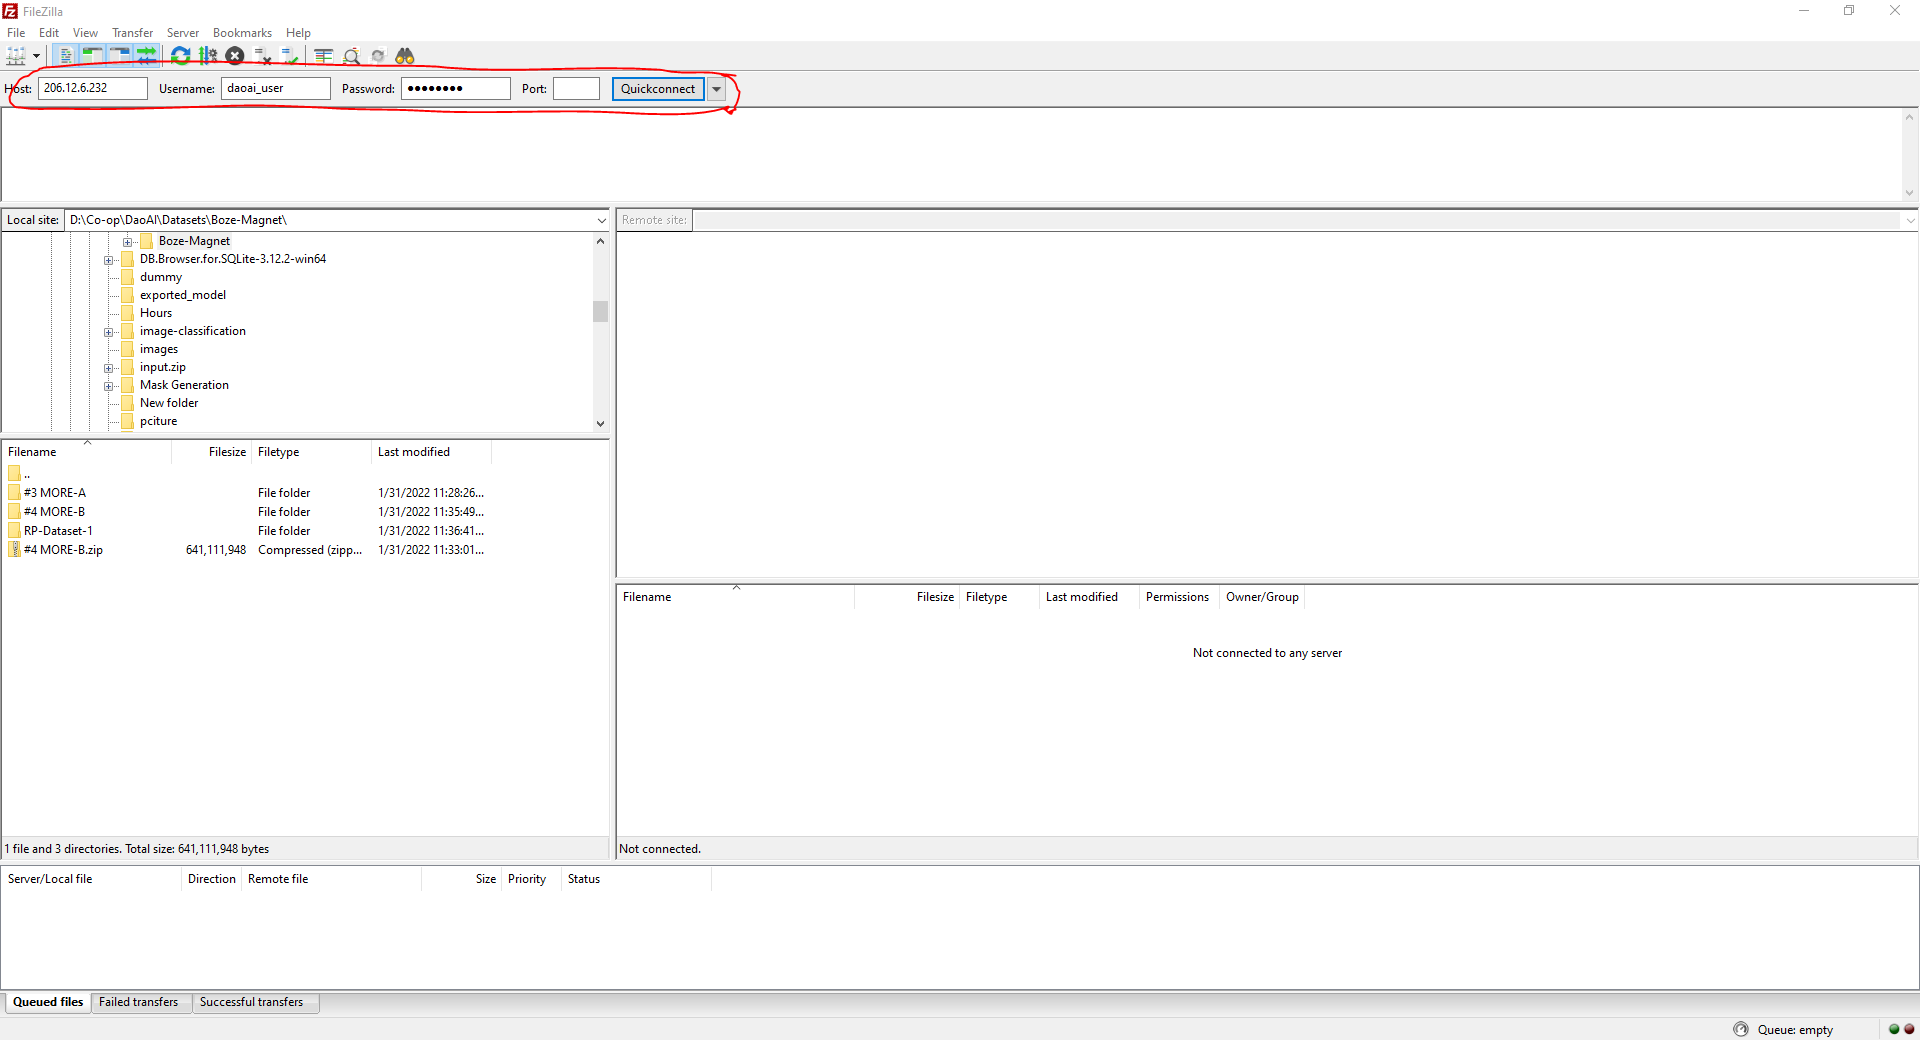 FileZilla
File Edit View Transfer Server Bookmarks Help
Host: 206.12.6.232 Username: daoai_user Password: ●●●●●●●● Port: Quickconnect
Local site: D:\Co-op\DaoAI\Datasets\Boze-Magnet\
Boze-Magnet
DB.Browser.for.SQLite-3.12.2-win64
dummy
exported_model
Hours
image-classification
images
input.zip
Mask Generation
New folder
pciture
Filename Filesize Filetype Last modified
..
#3 MORE-A File folder 1/31/2022 11:28:26...
#4 MORE-B File folder 1/31/2022 11:35:49...
RP-Dataset-1 File folder 1/31/2022 11:36:41...
#4 MORE-B.zip 641,111,948 Compressed (zipp... 1/31/2022 11:33:01...
1 file and 3 directories. Total size: 641,111,948 bytes
Remote site:
Filename Filesize Filetype Last modified Permissions Owner/Group
Not connected to any server
Not connected.
Server/Local file Direction Remote file Size Priority Status
Queued files Failed transfers Successful transfers
Queue: empty